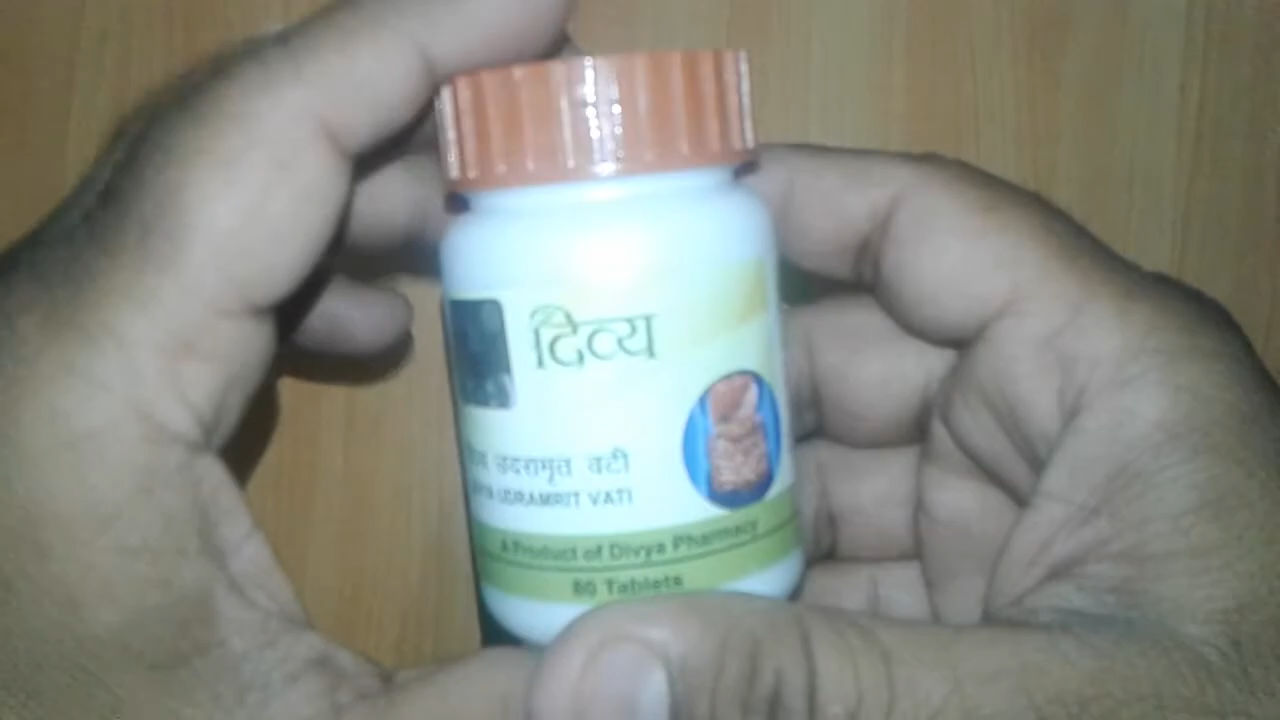 दिव्य
उदरामृत वटी
UDRAMRIT VATI
A Product of Divya Pharmacy
80 Tablets